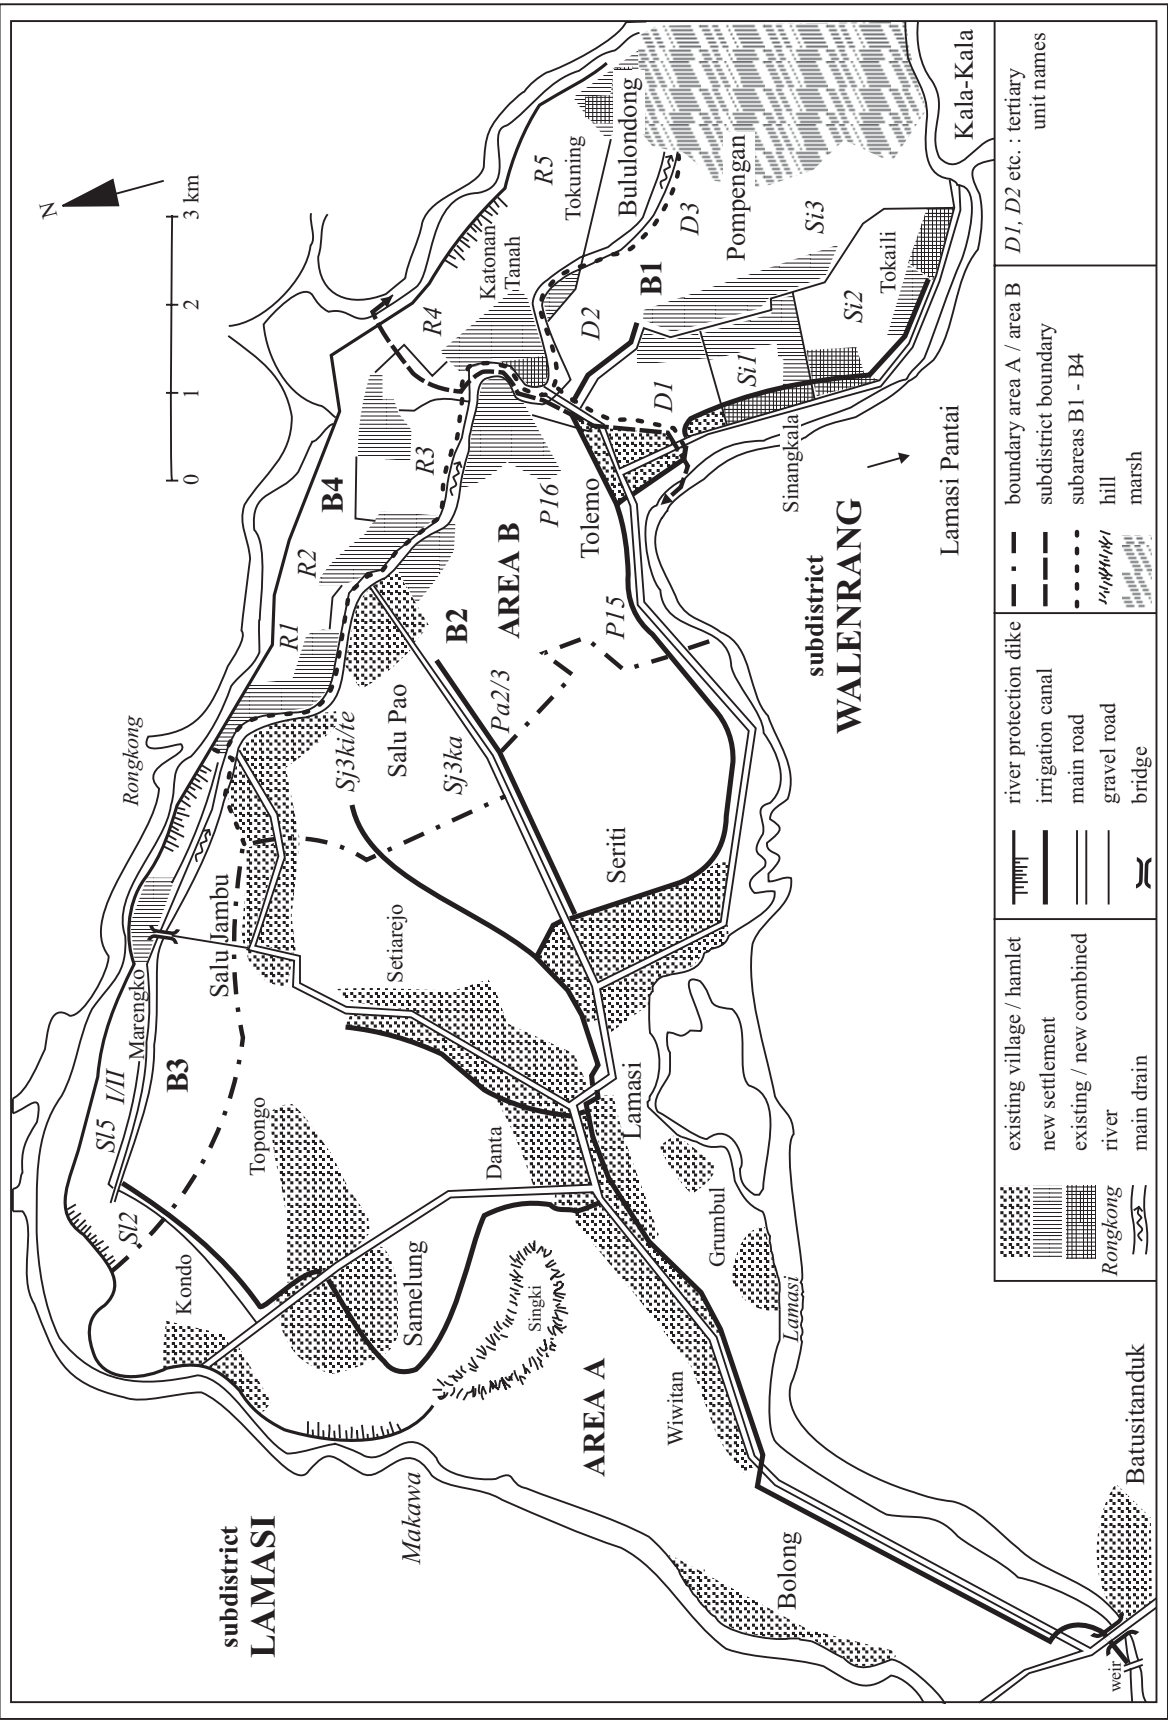 subdistrict
LAMASI
Makawa
Bolong
Batusitanduk
weir
AREA A
Wiwitan
Singki
Samelung
Kondo
Sl2
Sl5 I/II
Marengko
B3
Topongo
Danta
Grumbul
Lamasi
Lamasi
Salu Jambu
Setiarejo
Seriti
Rongkong
Sj3ki/te
Salu Pao
Sj3ka
Pa2/3
P15
B2
AREA B
R1
R2
B4
R3
P16
Tolemo
subdistrict
WALENRANG
Sinangkala
Lamasi Pantai
R4
Katonan
Tanah
R5
Tokuning
Bululondong
D1
D2
B1
D3
Pompengan
Si1
Si2
Si3
Tokaili
Kala-Kala
N
0
1
2
3 km
existing village / hamlet
new settlement
existing / new combined
Rongkong river
main drain
river protection dike
irrigation canal
main road
gravel road
bridge
boundary area A / area B
subdistrict boundary
subareas B1 - B4
hill
marsh
D1, D2 etc. : tertiary
unit names